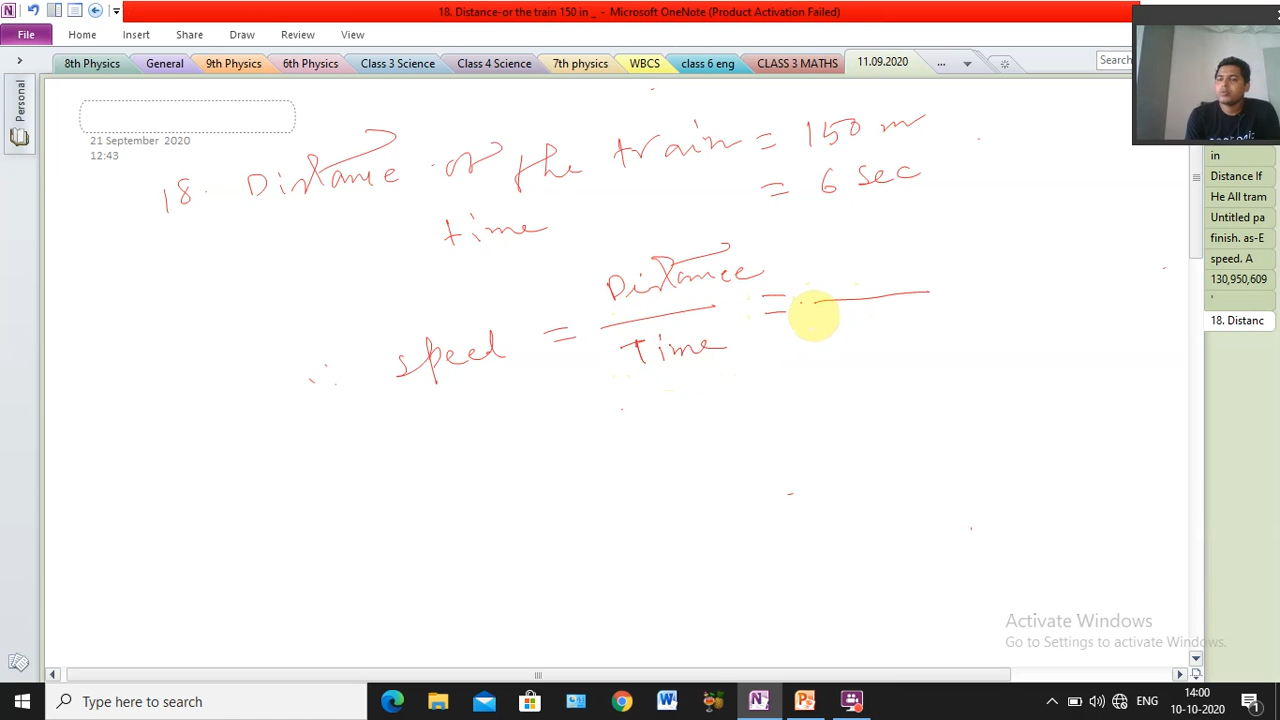 18. Distance-or the train 150 in _ - Microsoft OneNote (Product Activation Failed)
File Home Insert Share Draw Review View
8th Physics General 9th Physics 6th Physics Class 3 Science Class 4 Science 7th physics WBCS class 6 eng CLASS 3 MATHS 11.09.2020 ...
Search
Personal
21 September 2020
12:43
18. Distance of the train = 150 m
time = 6 sec
∴ speed = Distance / Time =
in
Distance If
He All tram
Untitled pa
finish. as-E
speed. A
130,950,609
'
18. Distanc
Activate Windows
Go to Settings to activate Windows.
Type here to search
ENG
14:00
10-10-2020